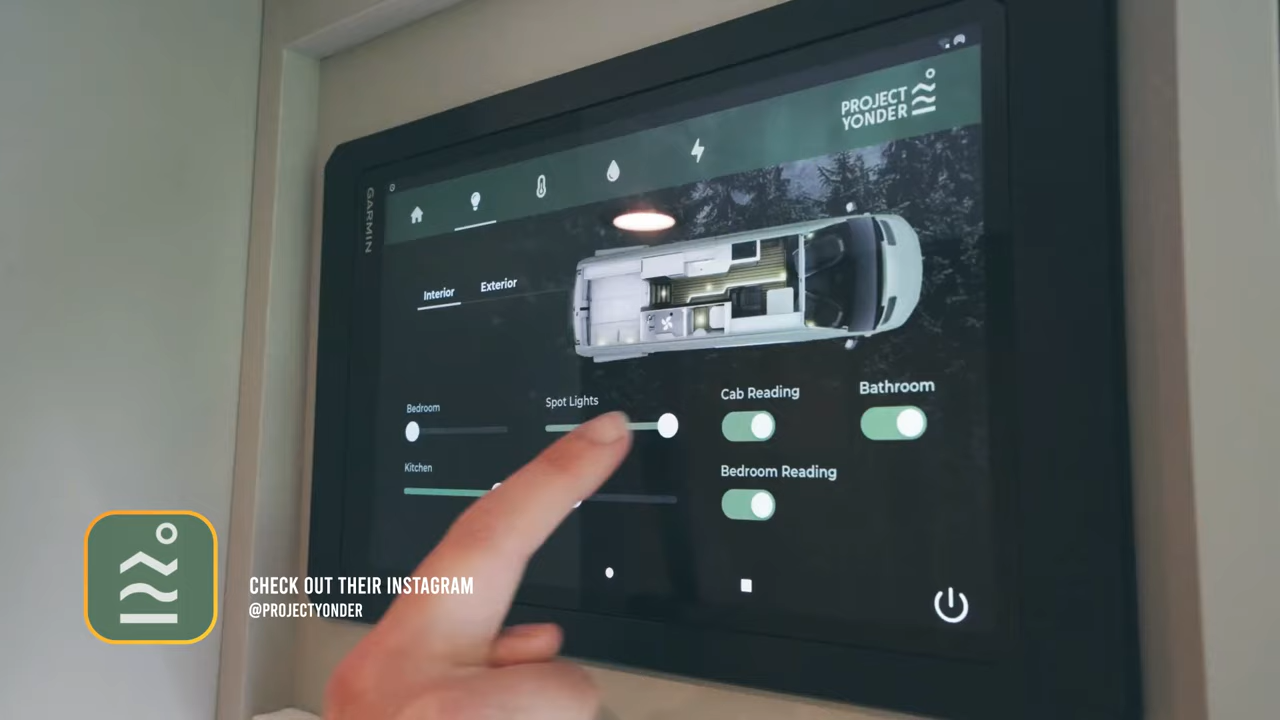 GARMIN
PROJECT
YONDER
Interior
Exterior
Bedroom
Spot Lights
Cab Reading
Bathroom
Kitchen
Bedroom Reading
CHECK OUT THEIR INSTAGRAM
@PROJECTYONDER